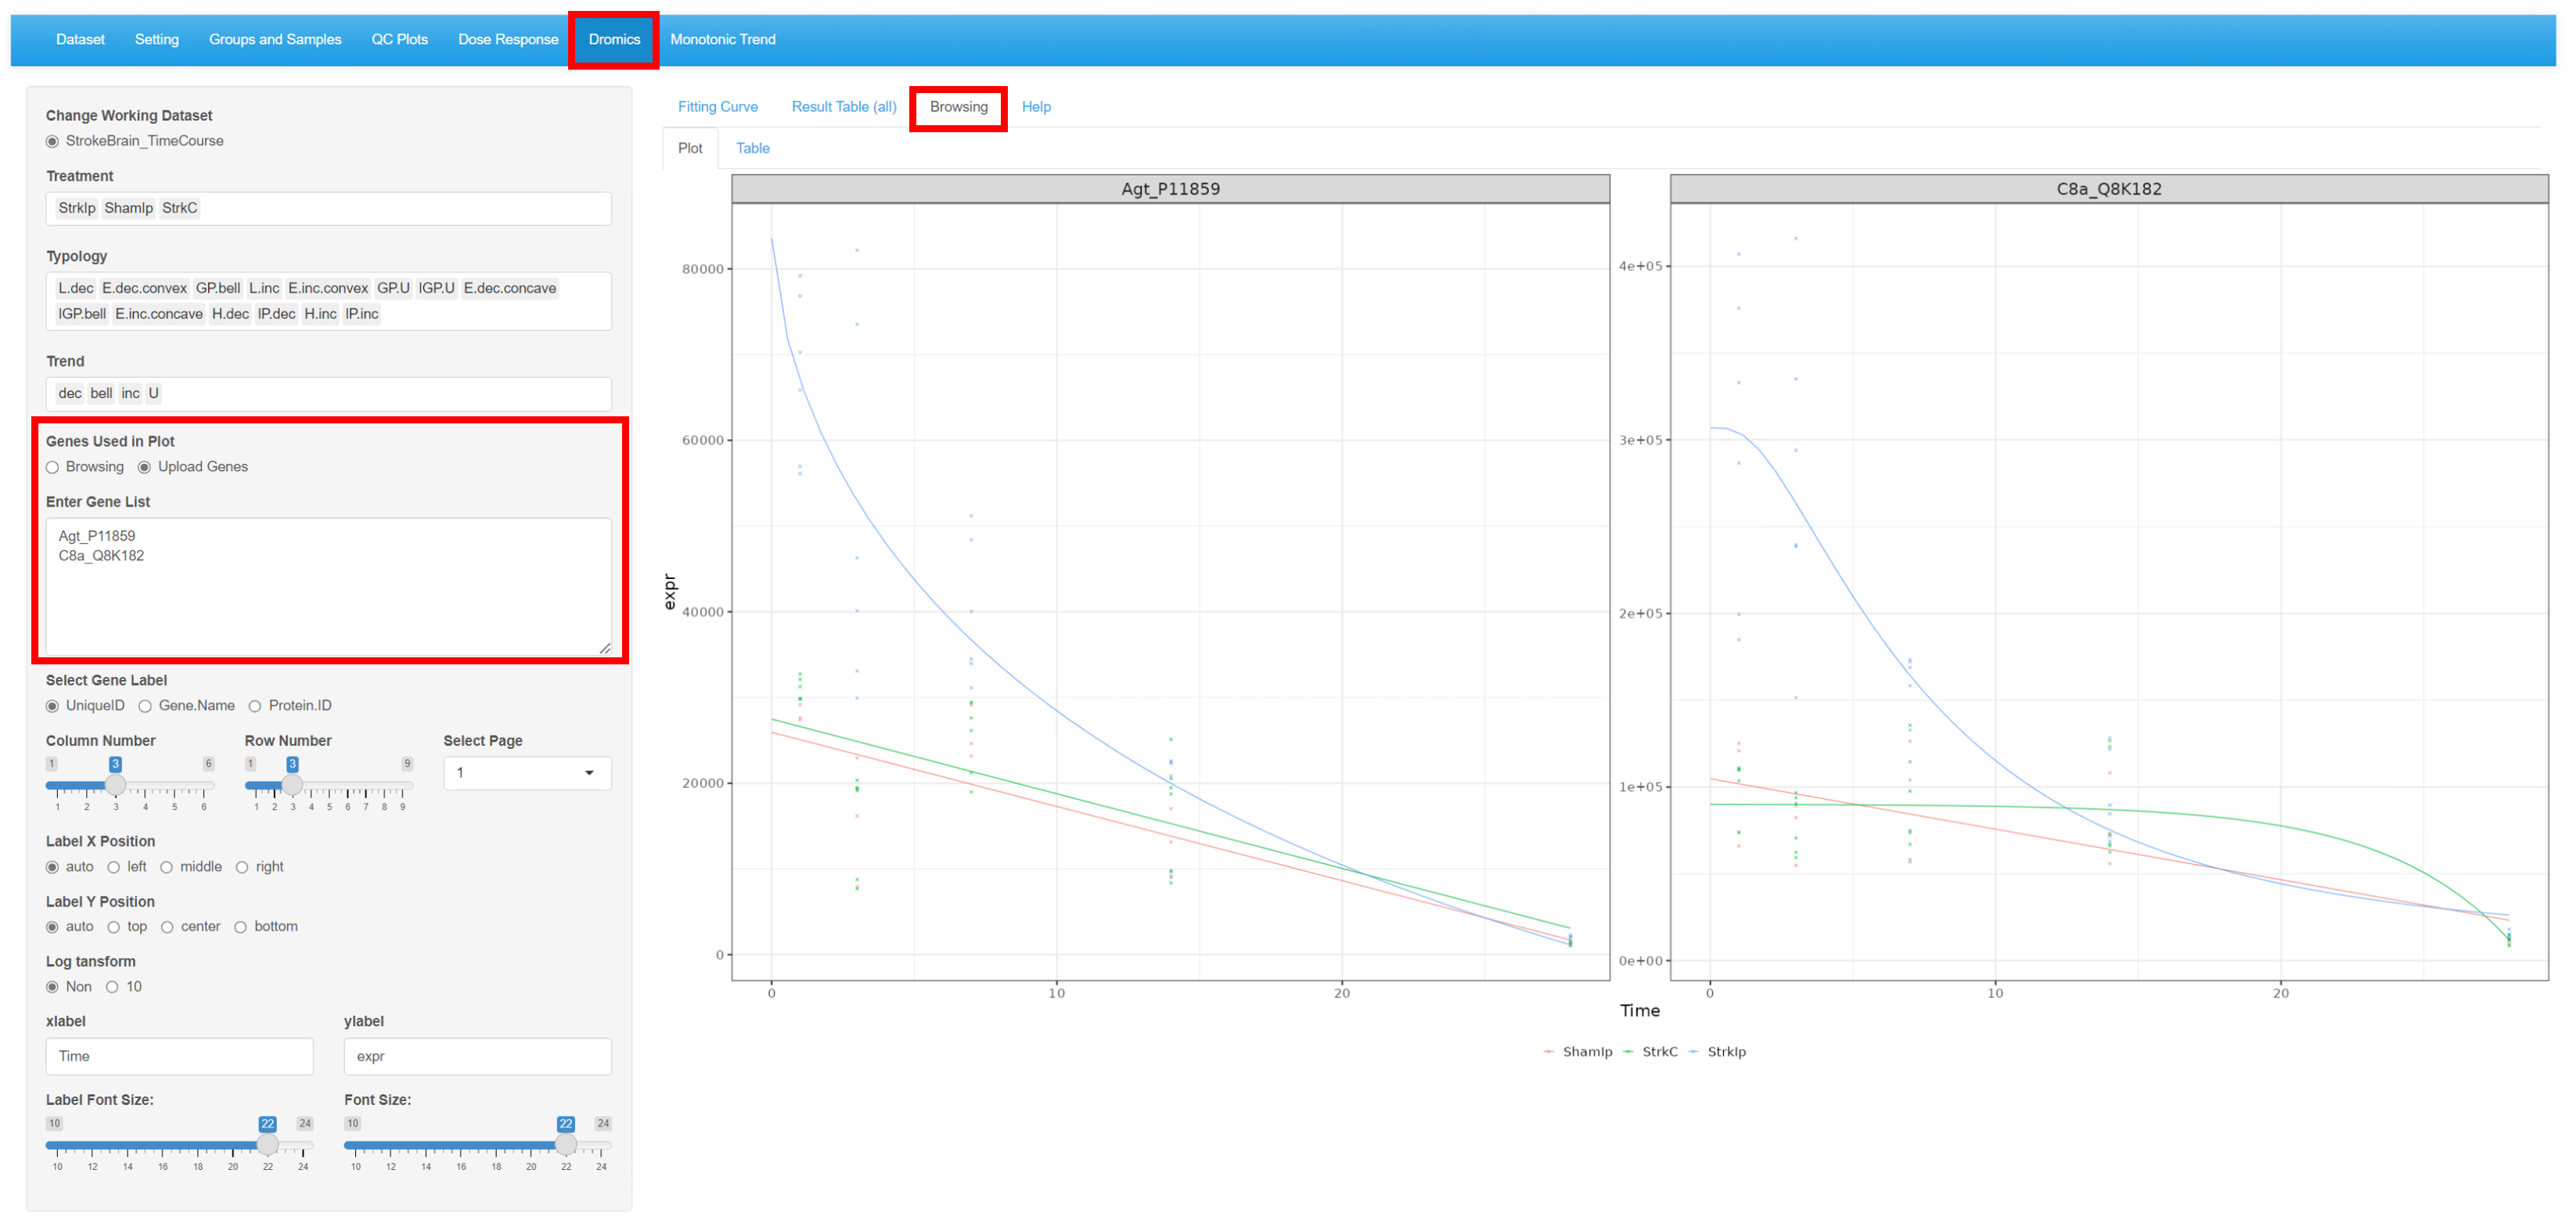 Dataset Setting Groups and Samples QC Plots Dose Response Dromics Monotonic Trend
Change Working Dataset
StrokeBrain_TimeCourse
Treatment
StrkIp ShamIp StrkC
Typology
L.dec E.dec.convex GP.bell L.inc E.inc.convex GP.U lGP.U E.dec.concave
lGP.bell E.inc.concave H.dec lP.dec H.inc lP.inc
Trend
dec bell inc U
Genes Used in Plot
Browsing Upload Genes
Enter Gene List
Agt_P11859
C8a_Q8K182
Select Gene Label
UniqueID Gene.Name Protein.ID
Column Number Row Number Select Page
1 3 6 1 3 9 1
1 2 3 4 5 6 1 2 3 4 5 6 7 8 9
Label X Position
auto left middle right
Label Y Position
auto top center bottom
Log tansform
Non 10
xlabel ylabel
Time expr
Label Font Size: Font Size:
10 22 24 10 22 24
10 12 14 16 18 20 22 24 10 12 14 16 18 20 22 24
Fitting Curve Result Table (all) Browsing Help
Plot Table
Agt_P11859 C8a_Q8K182
expr
80000
60000
40000
20000
0
0 10 20
4e+05
3e+05
2e+05
1e+05
0e+00
0 10 20
Time
ShamIp StrkC StrkIp